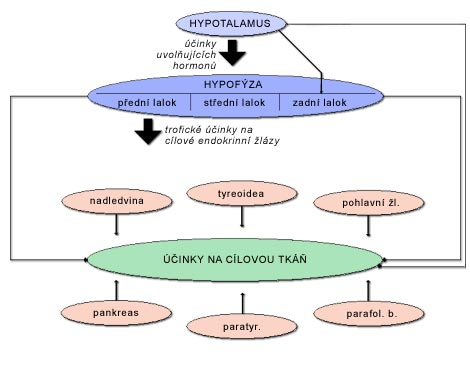 HYPOTALAMUS
účinky
uvolňujících
hormonů
HYPOFÝZA
přední lalok střední lalok zadní lalok
trofické účinky na
cílové endokrinní žlázy
nadledvina
tyreoidea
pohlavní žl.
ÚČINKY NA CÍLOVOU TKÁŇ
pankreas
paratyr.
parafol. b.